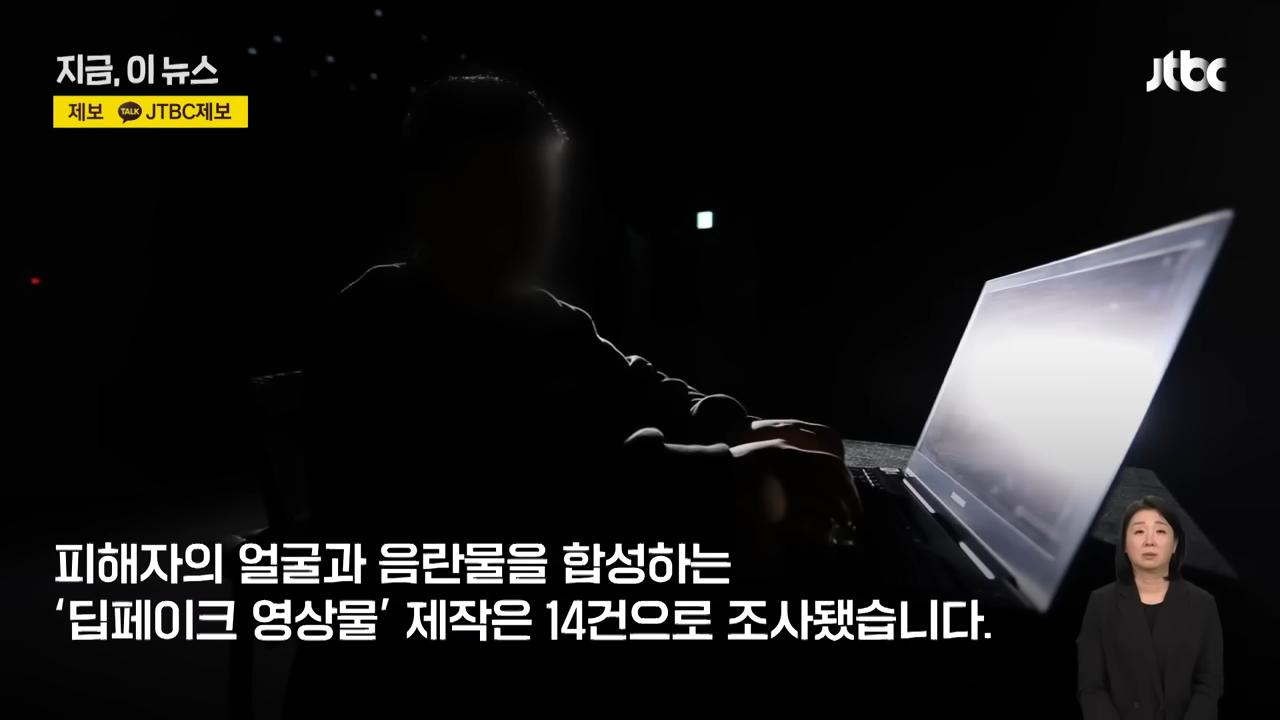 지금, 이 뉴스
jtbc
제보 TALK JTBC제보
피해자의 얼굴과 음란물을 합성하는
‘딥페이크 영상물’ 제작은 14건으로 조사됐습니다.